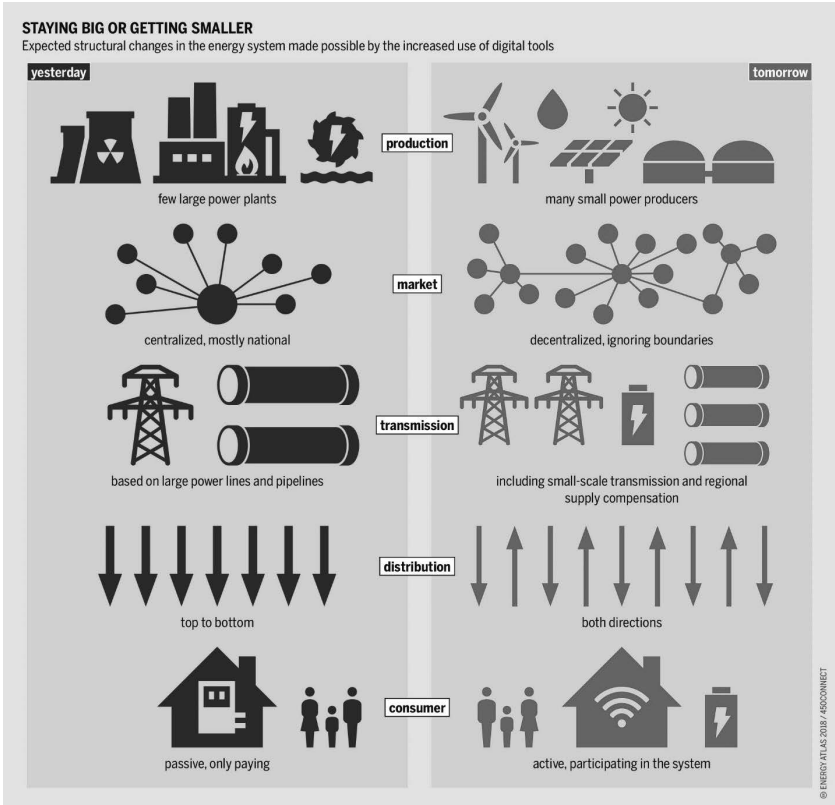 STAYING BIG OR GETTING SMALLER
Expected structural changes in the energy system made possible by the increased use of digital tools
yesterday
tomorrow
production
few large power plants
many small power producers
market
centralized, mostly national
decentralized, ignoring boundaries
transmission
based on large power lines and pipelines
including small-scale transmission and regional
supply compensation
distribution
top to bottom
both directions
consumer
passive, only paying
active, participating in the system
© ENERGY ATLAS 2018 / 450CONNECT